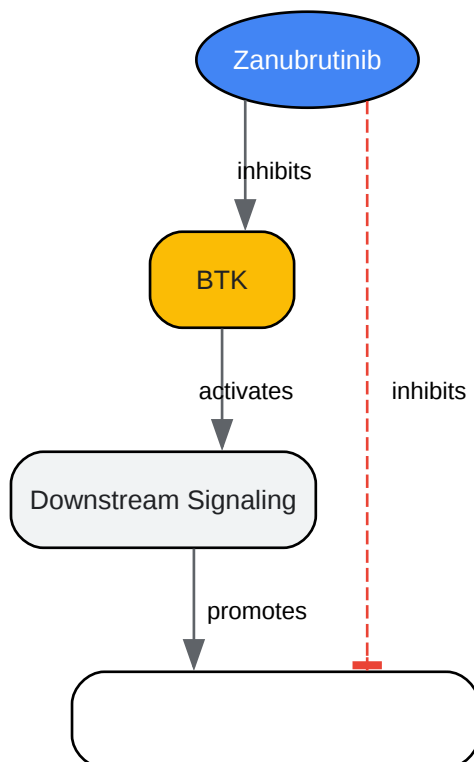 Zanubrutinib
inhibits
BTK
activates
inhibits
Downstream Signaling
promotes